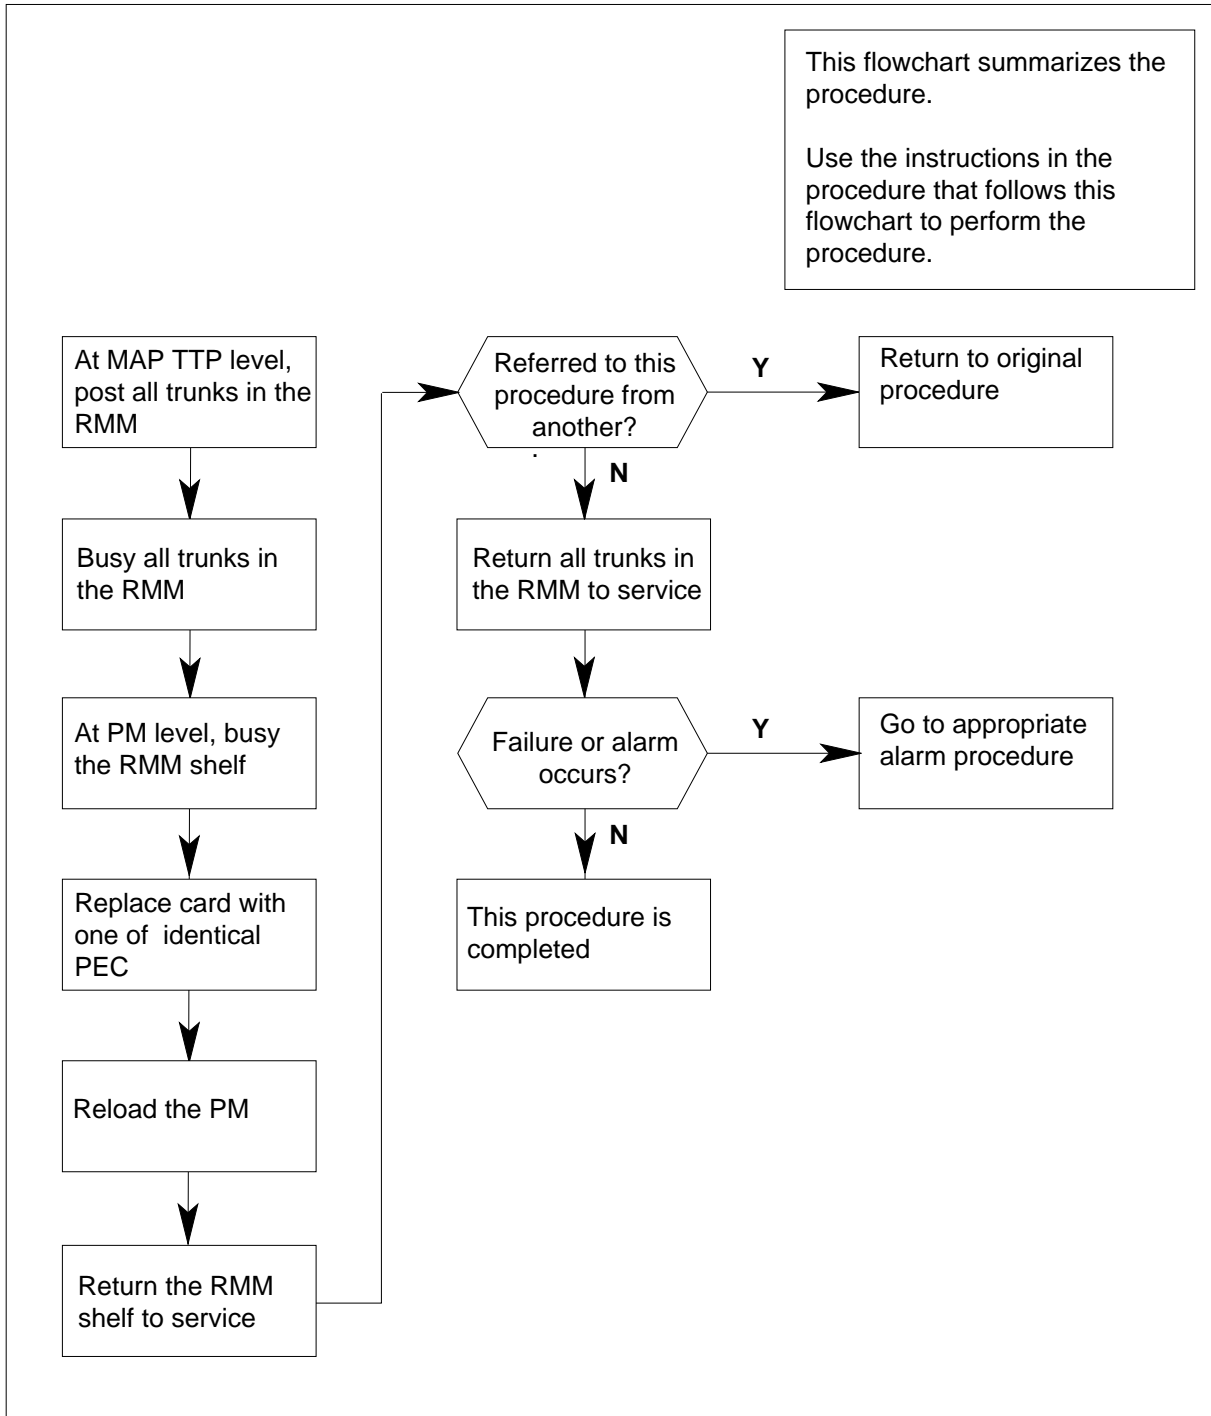 This flowchart summarizes the
procedure.
Use the instructions in the
procedure that follows this
flowchart to perform the
procedure.
At MAP TTP level,
post all trunks in the
RMM
Busy all trunks in
the RMM
At PM level, busy
the RMM shelf
Replace card with
one of identical
PEC
Reload the PM
Return the RMM
shelf to service
Referred to this
procedure from
another?
.
Y
Return to original
procedure
N
Return all trunks in
the RMM to service
Failure or alarm
occurs?
Y
Go to appropriate
alarm procedure
N
This procedure is
completed